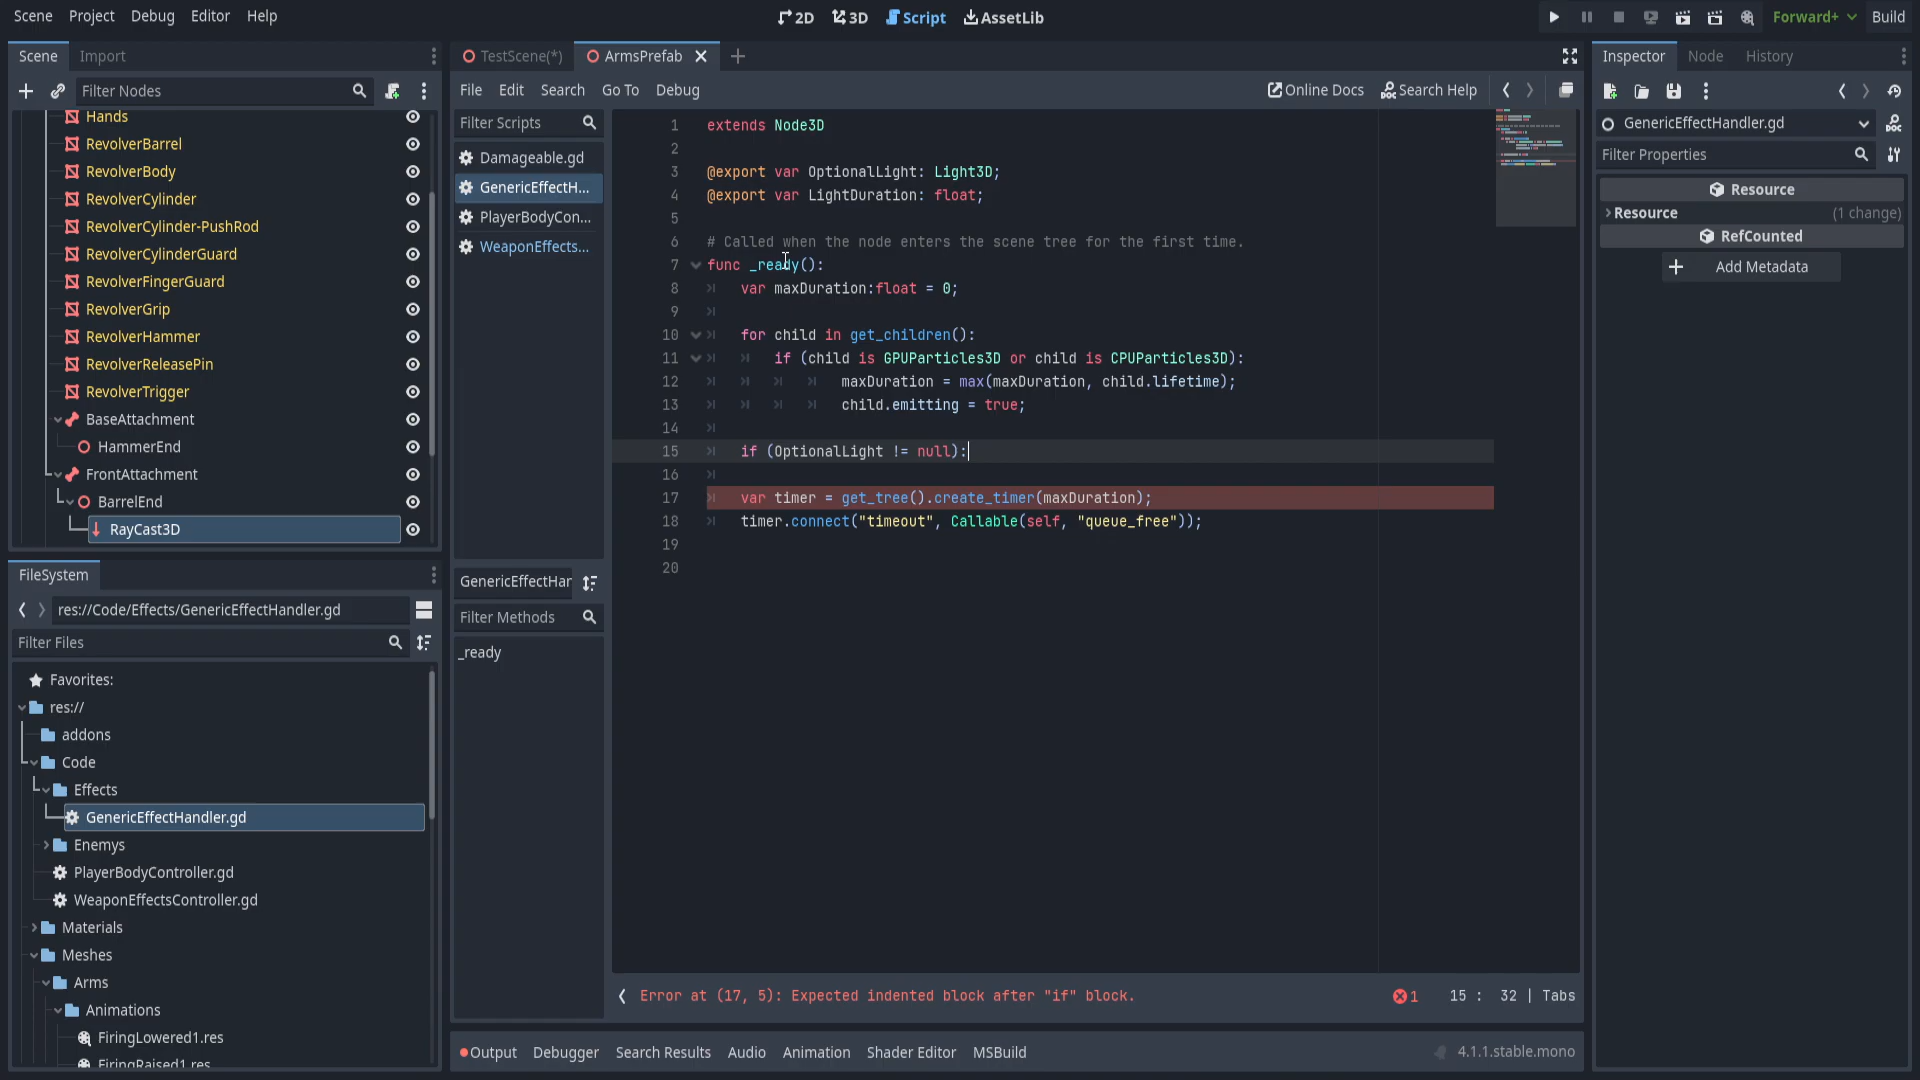 Scene Project Debug Editor Help
2D 3D Script AssetLib
Forward+ Build
Scene Import
Filter Nodes
Hands
RevolverBarrel
RevolverBody
RevolverCylinder
RevolverCylinder-PushRod
RevolverCylinderGuard
RevolverFingerGuard
RevolverGrip
RevolverHammer
RevolverReleasePin
RevolverTrigger
BaseAttachment
HammerEnd
FrontAttachment
BarrelEnd
RayCast3D
FileSystem
res://Code/Effects/GenericEffectHandler.gd
Filter Files
Favorites:
res://
addons
Code
Effects
GenericEffectHandler.gd
Enemys
PlayerBodyController.gd
WeaponEffectsController.gd
Materials
Meshes
Arms
Animations
FiringLowered1.res
FiringRaised1.res
TestScene(*) ArmsPrefab
File Edit Search Go To Debug
Online Docs Search Help
Filter Scripts
Damageable.gd
GenericEffectH...
PlayerBodyCon...
WeaponEffects...
GenericEffectHar
Filter Methods
_ready
1 extends Node3D
2
3 @export var OptionalLight: Light3D;
4 @export var LightDuration: float;
5
6 # Called when the node enters the scene tree for the first time.
7 func _ready():
8 var maxDuration:float = 0;
9
10 for child in get_children():
11 if (child is GPUParticles3D or child is CPUParticles3D):
12 maxDuration = max(maxDuration, child.lifetime);
13 child.emitting = true;
14
15 if (OptionalLight != null):
16
17 var timer = get_tree().create_timer(maxDuration);
18 timer.connect("timeout", Callable(self, "queue_free"));
19
20
Error at (17, 5): Expected indented block after "if" block.
1 15 : 32 | Tabs
Output Debugger Search Results Audio Animation Shader Editor MSBuild
4.1.1.stable.mono
Inspector Node History
GenericEffectHandler.gd
Filter Properties
Resource
Resource (1 change)
RefCounted
Add Metadata